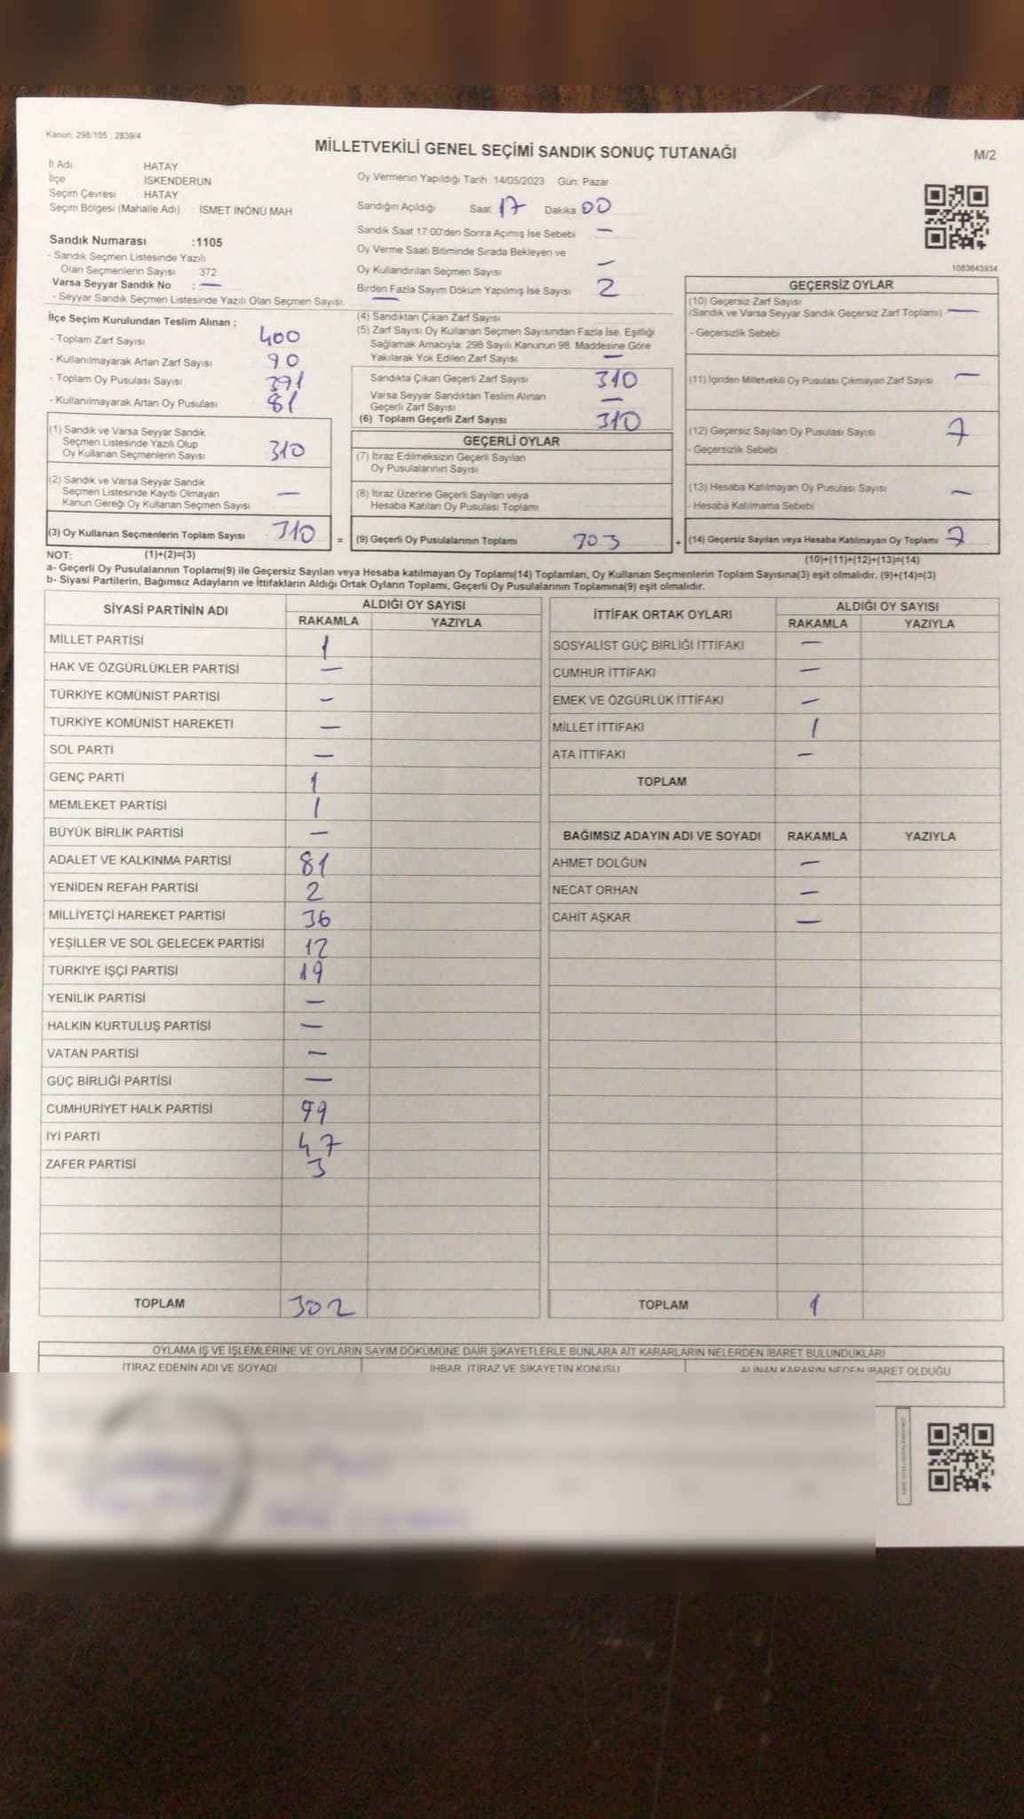 Kanun: 298/105 , 2839/4
MİLLETVEKİLİ GENEL SEÇİMİ SANDIK SONUÇ TUTANAĞI
M/2
İl Adı HATAY
İlçe İSKENDERUN
Seçim Çevresi HATAY
Seçim Bölgesi (Mahalle Adı) İSMET İNÖNÜ MAH
Oy Vermenin Yapıldığı Tarih 14/05/2023 Gün: Pazar
Sandığın Açıldığı Saat 17 Dakika 00
Sandık Saat 17:00'den Sonra Açımış İse Sebebi —
Oy Verme Saati Bitiminde Sırada Bekleyen ve
Oy Kullandırılan Seçmen Sayısı —
Birden Fazla Sayım Döküm Yapılmış İse Sayısı 2
1083643934
Sandık Numarası :1105
- Sandık Seçmen Listesinde Yazılı
Olan Seçmenlerin Sayısı 372
Varsa Seyyar Sandık No : —
- Seyyar Sandık Seçmen Listesinde Yazılı Olan Seçmen Sayısı: —
İlçe Seçim Kurulundan Teslim Alınan ;
- Toplam Zarf Sayısı 400
- Kullanılmayarak Artan Zarf Sayısı 90
- Toplam Oy Pusulası Sayısı 391
- Kullanılmayarak Artan Oy Pusulası 81
(1) Sandık ve Varsa Seyyar Sandık
Seçmen Listesinde Yazılı Olup
Oy Kullanan Seçmenlerin Sayısı 310
(2) Sandık ve Varsa Seyyar Sandık
Seçmen Listesinde Kayıtlı Olmayan
Kanun Gereği Oy Kullanan Seçmen Sayısı —
(3) Oy Kullanan Seçmenlerin Toplam Sayısı 310
(4) Sandıktan Çıkan Zarf Sayısı
(5) Zarf Sayısı Oy Kullanan Seçmen Sayısından Fazla İse, Eşitliği
Sağlamak Amacıyla; 298 Sayılı Kanunun 98. Maddesine Göre
Yakılarak Yok Edilen Zarf Sayısı —
Sandıkta Çıkan Geçerli Zarf Sayısı 310
Varsa Seyyar Sandıktan Teslim Alınan
Geçerli Zarf Sayısı —
(6) Toplam Geçerli Zarf Sayısı 310
GEÇERLİ OYLAR
(7) İtiraz Edilmeksizin Geçerli Sayılan
Oy Pusulalarının Sayısı
(8) İtiraz Üzerine Geçerli Sayılan veya
Hesaba Katılan Oy Pusulası Toplamı
= (9) Geçerli Oy Pusulalarının Toplamı 303
GEÇERSİZ OYLAR
(10) Geçersiz Zarf Sayısı
(Sandık ve Varsa Seyyar Sandık Geçersiz Zarf Toplamı) —
- Geçersizlik Sebebi
(11) İçinden Milletvekili Oy Pusulası Çıkmayan Zarf Sayısı —
(12) Geçersiz Sayılan Oy Pusulası Sayısı 7
- Geçersizlik Sebebi
(13) Hesaba Katılmayan Oy Pusulası Sayısı —
- Hesaba Katılmama Sebebi
+ (14) Geçersiz Sayılan veya Hesaba Katılmayan Oy Toplamı 7
NOT: (1)+(2)=(3)
(10)+(11)+(12)+(13)=(14)
a- Geçerli Oy Pusulalarının Toplamı(9) ile Geçersiz Sayılan veya Hesaba katılmayan Oy Toplamı(14) Toplamları, Oy Kullanan Seçmenlerin Toplam Sayısına(3) eşit olmalıdır. (9)+(14)=(3)
b- Siyasi Partilerin, Bağımsız Adayların ve İttifakların Aldığı Ortak Oyların Toplamı, Geçerli Oy Pusulalarının Toplamına(9) eşit olmalıdır.
SİYASİ PARTİNİN ADI ALDIĞI OY SAYISI
RAKAMLA YAZIYLA
MİLLET PARTİSİ 1
HAK VE ÖZGÜRLÜKLER PARTİSİ —
TÜRKİYE KOMÜNİST PARTİSİ —
TÜRKİYE KOMÜNİST HAREKETİ —
SOL PARTİ —
GENÇ PARTİ 1
MEMLEKET PARTİSİ 1
BÜYÜK BİRLİK PARTİSİ —
ADALET VE KALKINMA PARTİSİ 81
YENİDEN REFAH PARTİSİ 2
MİLLİYETÇİ HAREKET PARTİSİ 36
YEŞİLLER VE SOL GELECEK PARTİSİ 12
TÜRKİYE İŞÇİ PARTİSİ 19
YENİLİK PARTİSİ —
HALKIN KURTULUŞ PARTİSİ —
VATAN PARTİSİ —
GÜÇ BİRLİĞİ PARTİSİ —
CUMHURİYET HALK PARTİSİ 99
İYİ PARTİ 47
ZAFER PARTİSİ 3
TOPLAM 302
İTTİFAK ORTAK OYLARI ALDIĞI OY SAYISI
RAKAMLA YAZIYLA
SOSYALİST GÜÇ BİRLİĞİ İTTİFAKI —
CUMHUR İTTİFAKI —
EMEK VE ÖZGÜRLÜK İTTİFAKI —
MİLLET İTTİFAKI 1
ATA İTTİFAKI —
TOPLAM
BAĞIMSIZ ADAYIN ADI VE SOYADI RAKAMLA YAZIYLA
AHMET DOLĞUN —
NECAT ORHAN —
CAHİT AŞKAR —
TOPLAM 1
OYLAMA İŞ VE İŞLEMLERİNE VE OYLARIN SAYIM DÖKÜMÜNE DAİR ŞİKAYETLERLE BUNLARA AİT KARARLARIN NELERDEN İBARET BULUNDUKLARI
İTİRAZ EDENİN ADI VE SOYADI İHBAR, İTİRAZ VE ŞİKAYETİN KONUSU ALINAN KARARIN NEDEN İBARET OLDUĞU